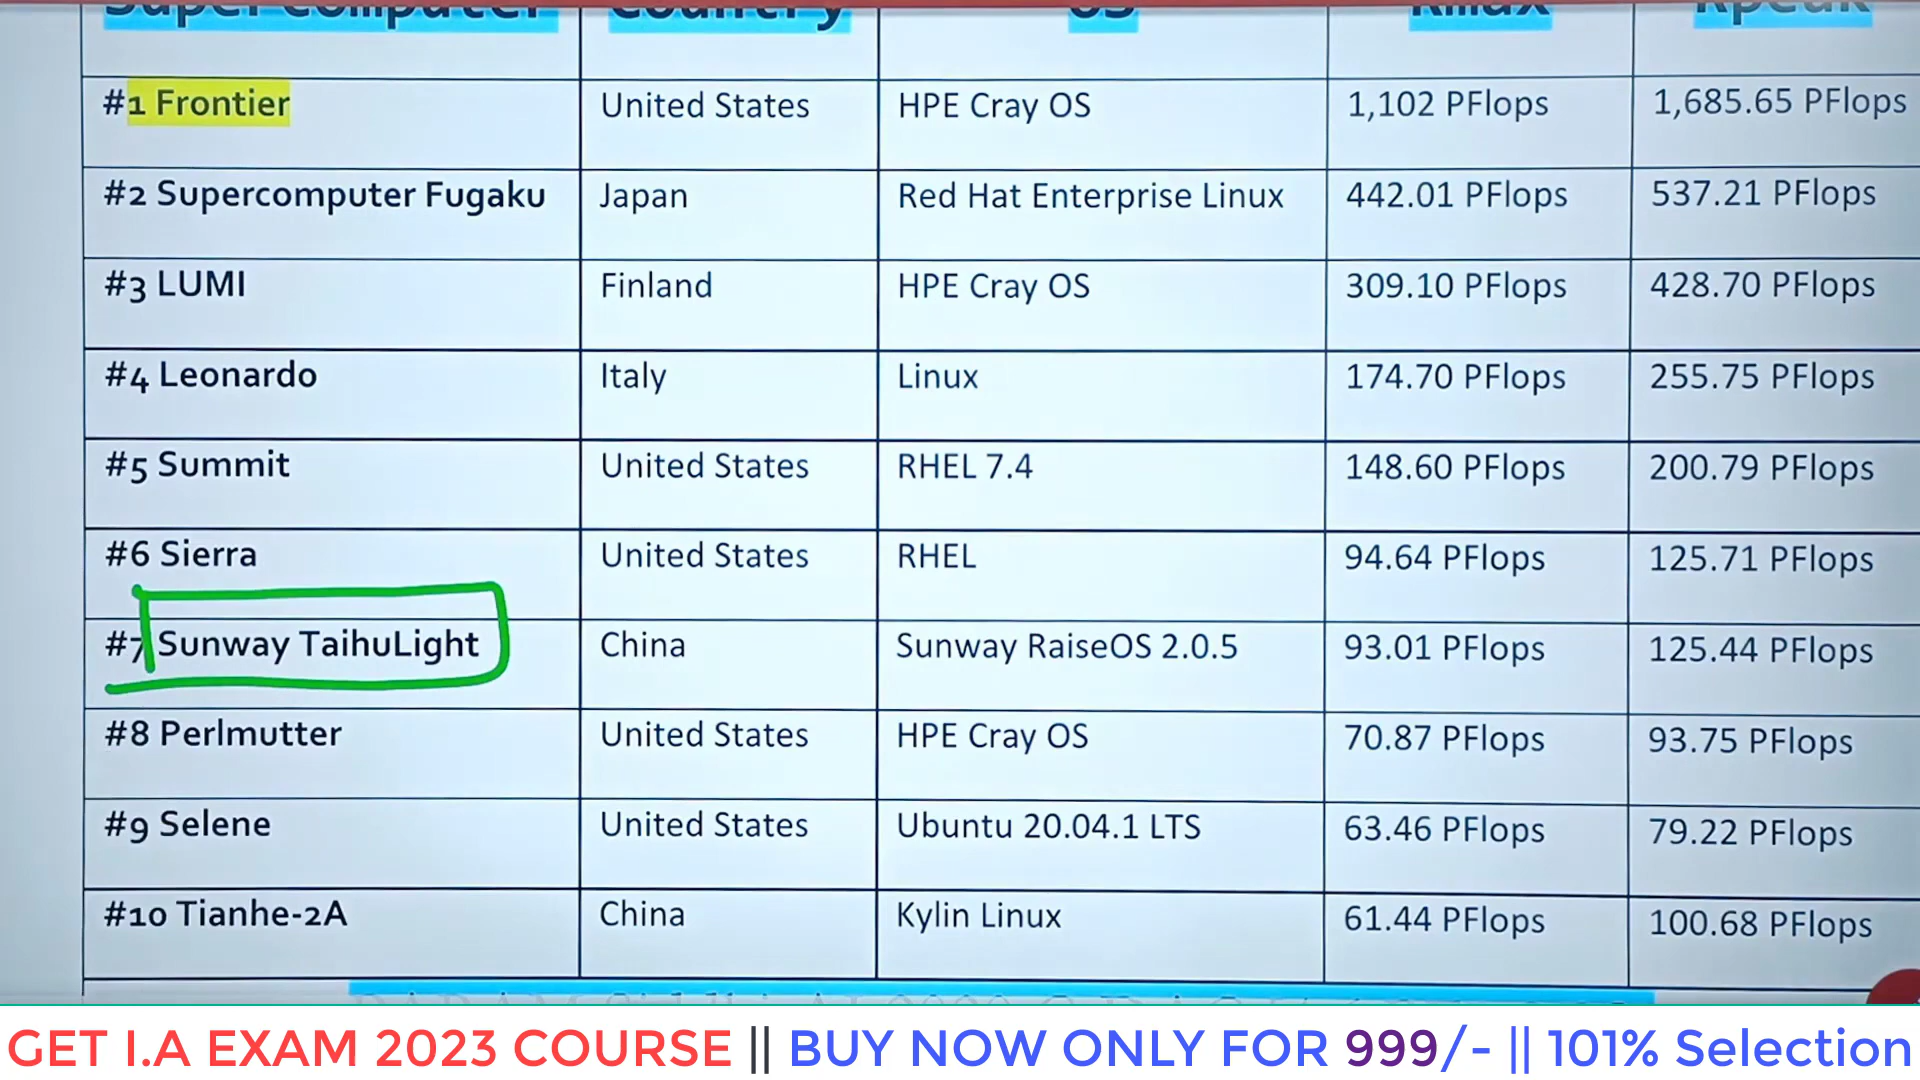 Supercomputer Country OS Rmax Rpeak
#1 Frontier United States HPE Cray OS 1,102 PFlops 1,685.65 PFlops
#2 Supercomputer Fugaku Japan Red Hat Enterprise Linux 442.01 PFlops 537.21 PFlops
#3 LUMI Finland HPE Cray OS 309.10 PFlops 428.70 PFlops
#4 Leonardo Italy Linux 174.70 PFlops 255.75 PFlops
#5 Summit United States RHEL 7.4 148.60 PFlops 200.79 PFlops
#6 Sierra United States RHEL 94.64 PFlops 125.71 PFlops
#7 Sunway TaihuLight China Sunway RaiseOS 2.0.5 93.01 PFlops 125.44 PFlops
#8 Perlmutter United States HPE Cray OS 70.87 PFlops 93.75 PFlops
#9 Selene United States Ubuntu 20.04.1 LTS 63.46 PFlops 79.22 PFlops
#10 Tianhe-2A China Kylin Linux 61.44 PFlops 100.68 PFlops
GET I.A EXAM 2023 COURSE || BUY NOW ONLY FOR 999/- || 101% Selection